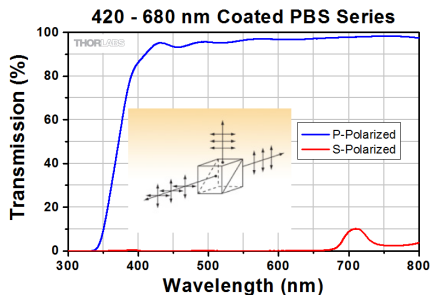 420 - 680 nm Coated PBS Series
THORLABS
Transmission (%)
100
80
60
40
20
0
P-Polarized
S-Polarized
300 400 500 600 700 800
Wavelength (nm)